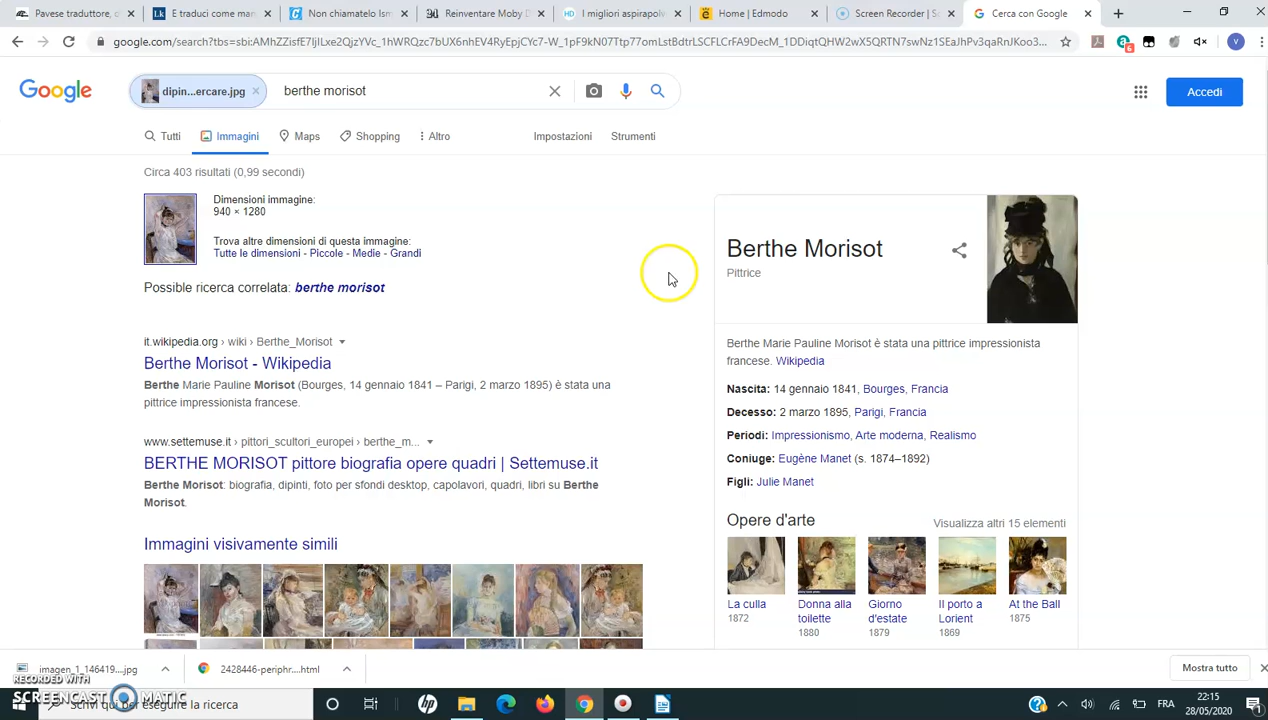 Pavese traduttore, d
E traduci come man
Non chiamatelo Ism
Reinventare Moby D
I migliori aspirapolv
Home | Edmodo
Screen Recorder | Sc
Cerca con Google
dipin...ercare.jpg
berthe morisot
Google
Accedi
Tutti
Immagini
Maps
Shopping
Altro
Impostazioni
Strumenti
Circa 403 risultati (0,99 secondi)
Dimensioni immagine:
940 × 1280
Trova altre dimensioni di questa immagine:
Tutte le dimensioni - Piccole - Medie - Grandi
Possible ricerca correlata: berthe morisot
it.wikipedia.org › wiki › Berthe_Morisot
Berthe Morisot - Wikipedia
Berthe Marie Pauline Morisot (Bourges, 14 gennaio 1841 – Parigi, 2 marzo 1895) è stata una
pittrice impressionista francese.
www.settemuse.it › pittori_scultori_europei › berthe_m...
BERTHE MORISOT pittore biografia opere quadri | Settemuse.it
Berthe Morisot: biografia, dipinti, foto per sfondi desktop, capolavori, quadri, libri su Berthe
Morisot.
Immagini visivamente simili
Berthe Morisot
Pittrice
Berthe Marie Pauline Morisot è stata una pittrice impressionista
francese. Wikipedia
Nascita: 14 gennaio 1841, Bourges, Francia
Decesso: 2 marzo 1895, Parigi, Francia
Periodi: Impressionismo, Arte moderna, Realismo
Coniuge: Eugène Manet (s. 1874–1892)
Figli: Julie Manet
Opere d'arte
Visualizza altri 15 elementi
La culla
1872
Donna alla
toilette
1880
Giorno
d'estate
1879
Il porto a
Lorient
1869
At the Ball
1875
imagen_1_146419....jpg
2428446-periphr....html
Mostra tutto
RECORDED WITH
SCREENCAST MATIC
Scrivi qui per eseguire la ricerca
FRA
22:15
28/05/2020